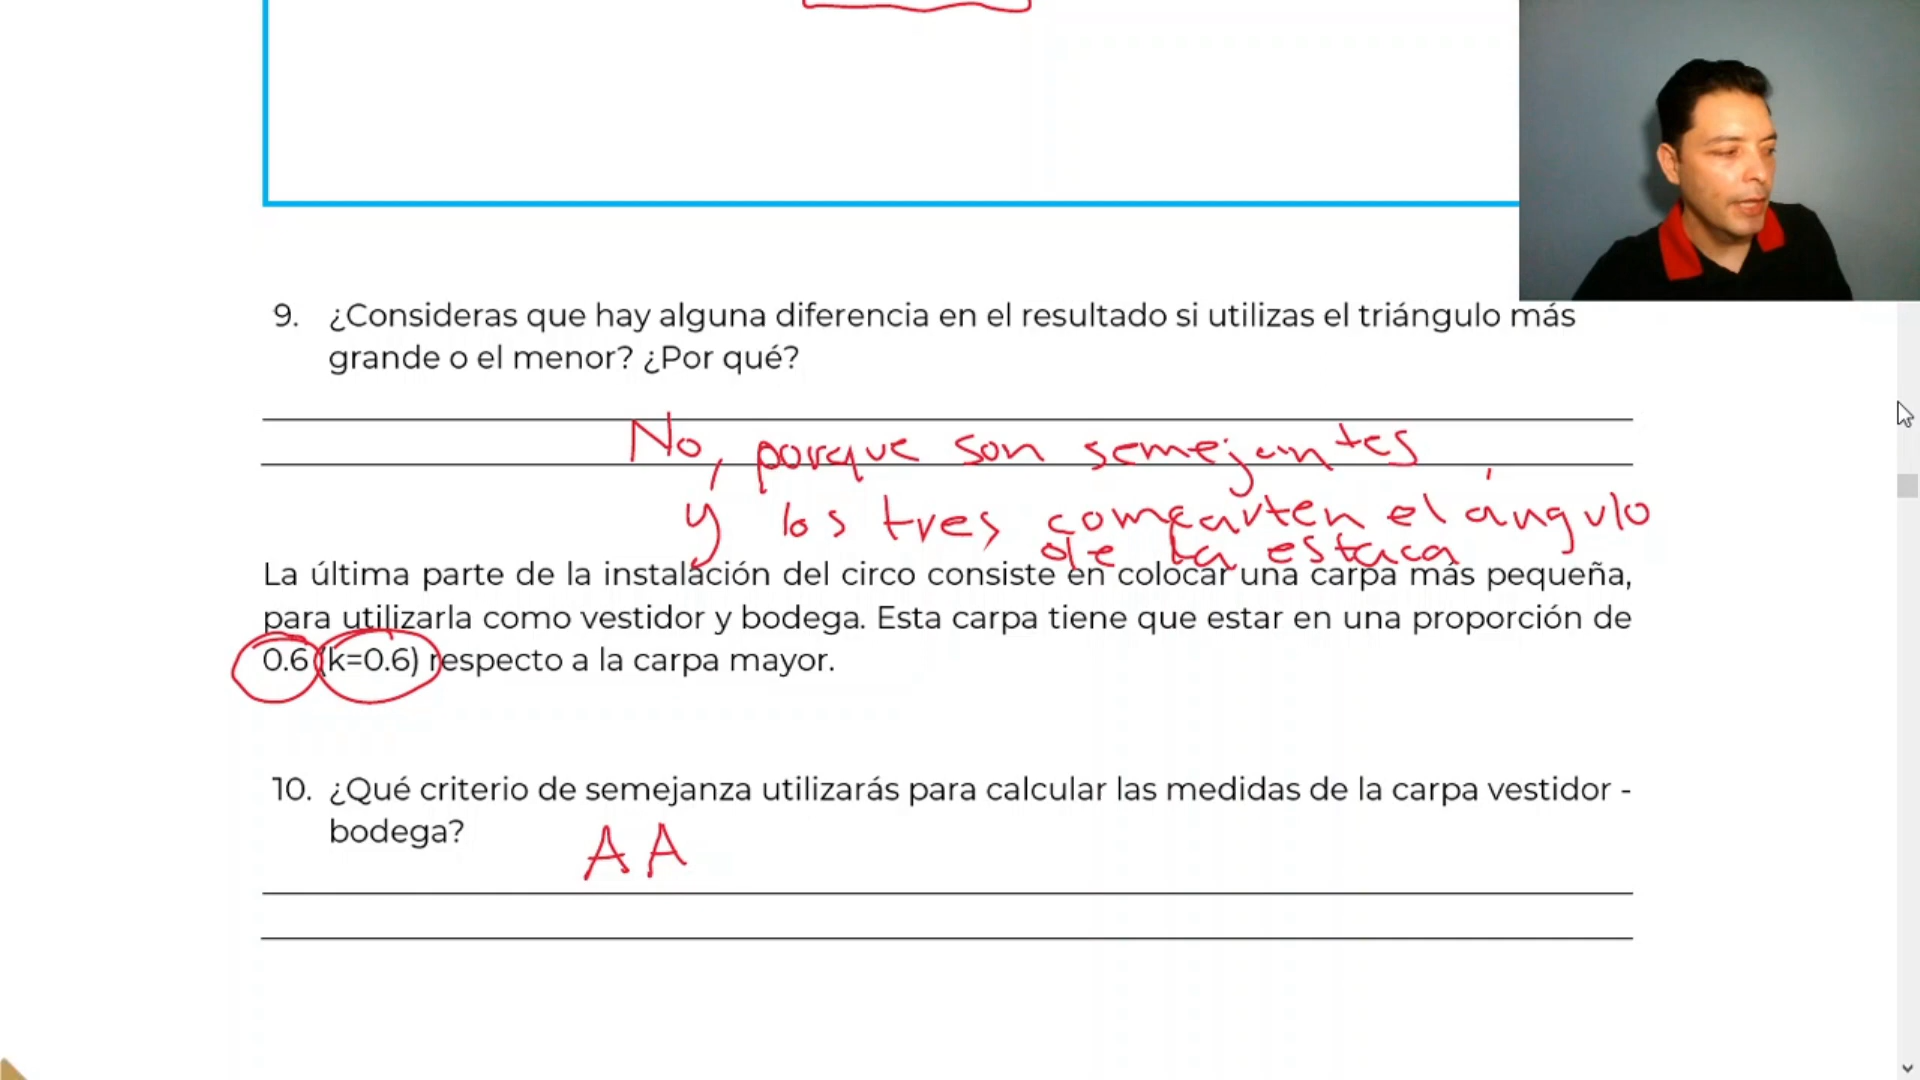 9. ¿Consideras que hay alguna diferencia en el resultado si utilizas el triángulo más
grande o el menor? ¿Por qué?
No, porque son semejantes
y los tres comparten el ángulo
de la estaca
La última parte de la instalación del circo consiste en colocar una carpa más pequeña,
para utilizarla como vestidor y bodega. Esta carpa tiene que estar en una proporción de
0.6 (k=0.6) respecto a la carpa mayor.
10. ¿Qué criterio de semejanza utilizarás para calcular las medidas de la carpa vestidor -
bodega?
AA